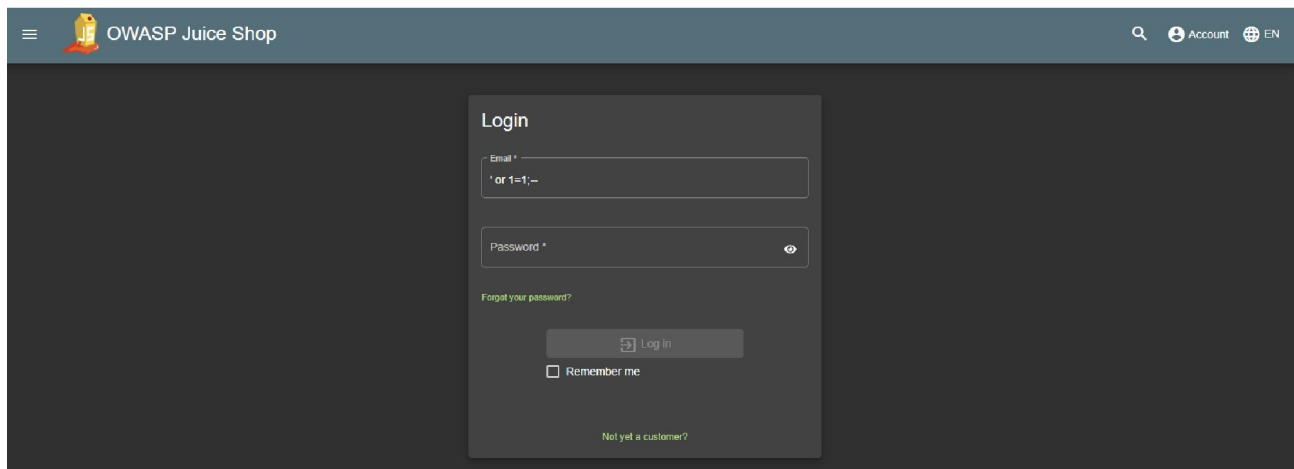 OWASP Juice Shop
Account EN
Login
Email *
' or 1=1;--
Password *
Forgot your password?
Log in
Remember me
Not yet a customer?